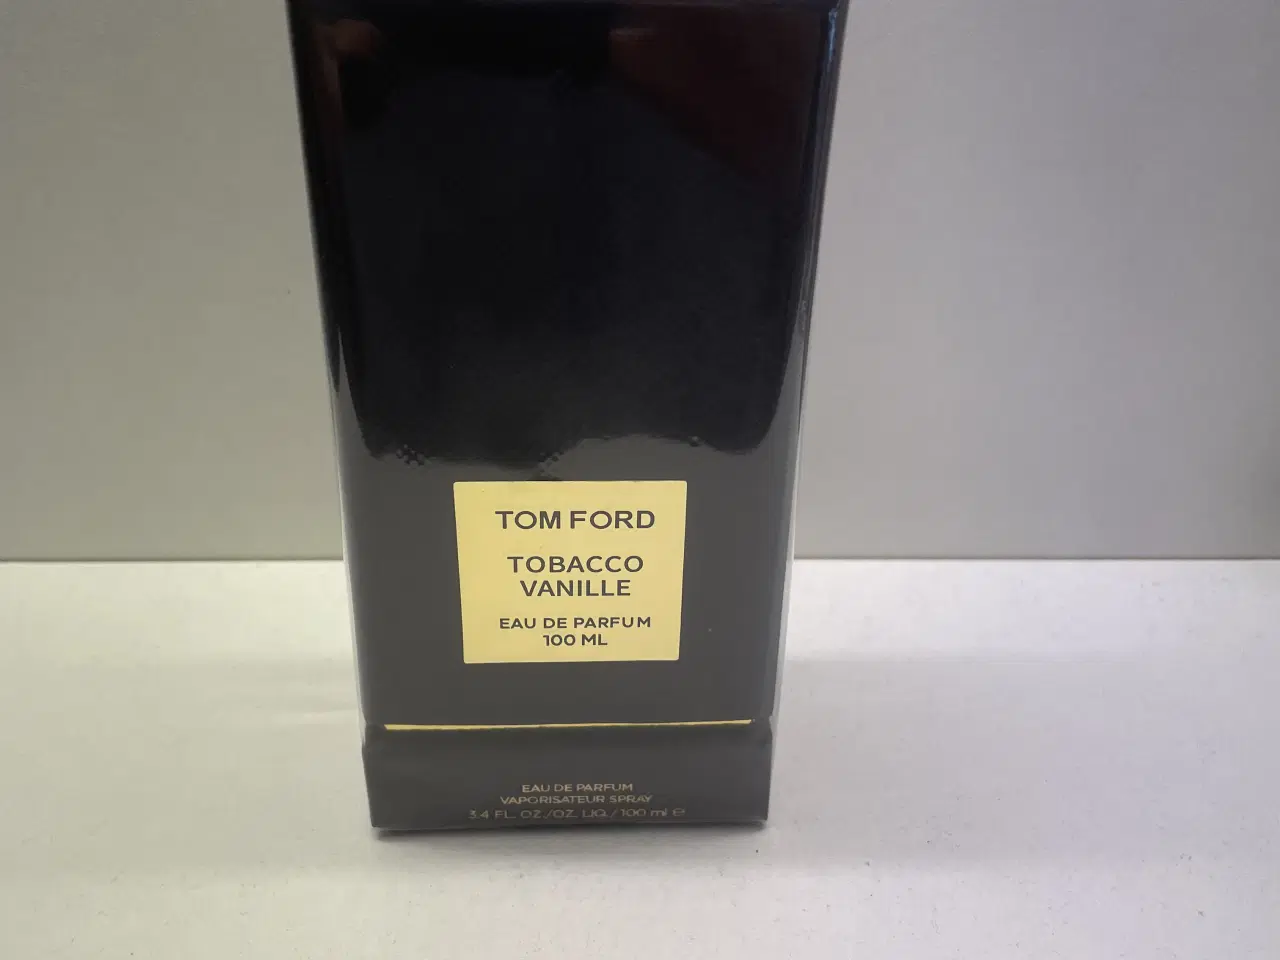 TOM FORD
TOBACCO
VANILLE
EAU DE PARFUM
100 ML
EAU DE PARFUM
VAPORISATEUR SPRAY
3.4 FL. OZ./OZ. LIQ./100 ml ℮